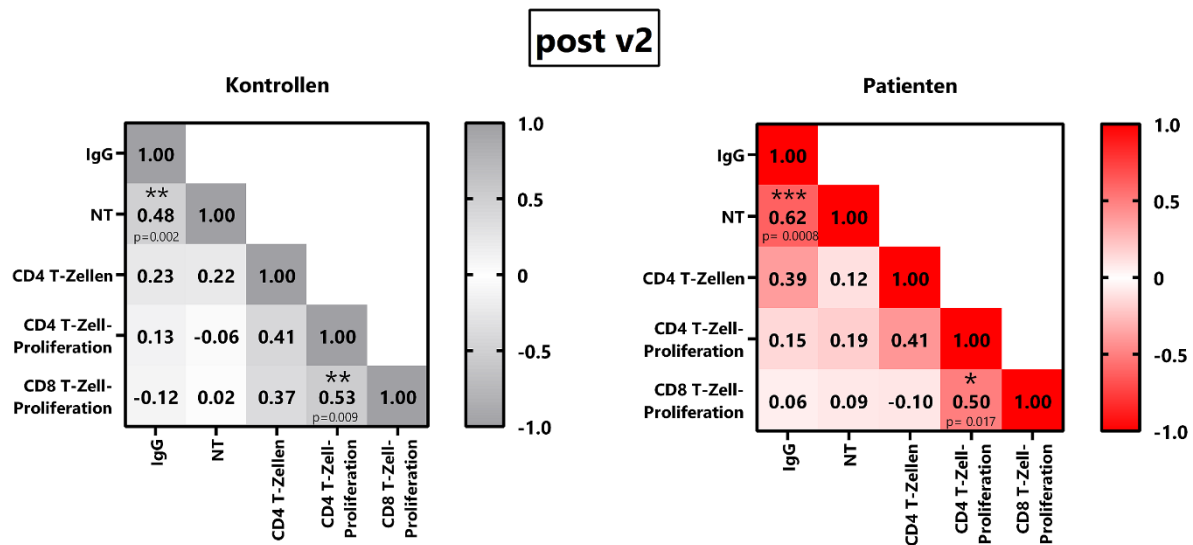 post v2
Kontrollen
IgG
1.00
**
NT
0.48
1.00
p=0.002
CD4 T-Zellen
0.23
0.22
1.00
CD4 T-Zell-
Proliferation
0.13
-0.06
0.41
1.00
CD8 T-Zell-
Proliferation
-0.12
0.02
0.37
**
0.53
p=0.009
1.00
IgG
NT
CD4 T-Zellen
CD4 T-Zell-
Proliferation
CD8 T-Zell-
Proliferation
1.0
0.5
0
-0.5
-1.0
Patienten
IgG
1.00
***
NT
0.62
1.00
p= 0.0008
CD4 T-Zellen
0.39
0.12
1.00
CD4 T-Zell-
Proliferation
0.15
0.19
0.41
1.00
CD8 T-Zell-
Proliferation
0.06
0.09
-0.10
*
0.50
p= 0.017
1.00
IgG
NT
CD4 T-Zellen
CD4 T-Zell-
Proliferation
CD8 T-Zell-
Proliferation
1.0
0.5
0
-0.5
-1.0